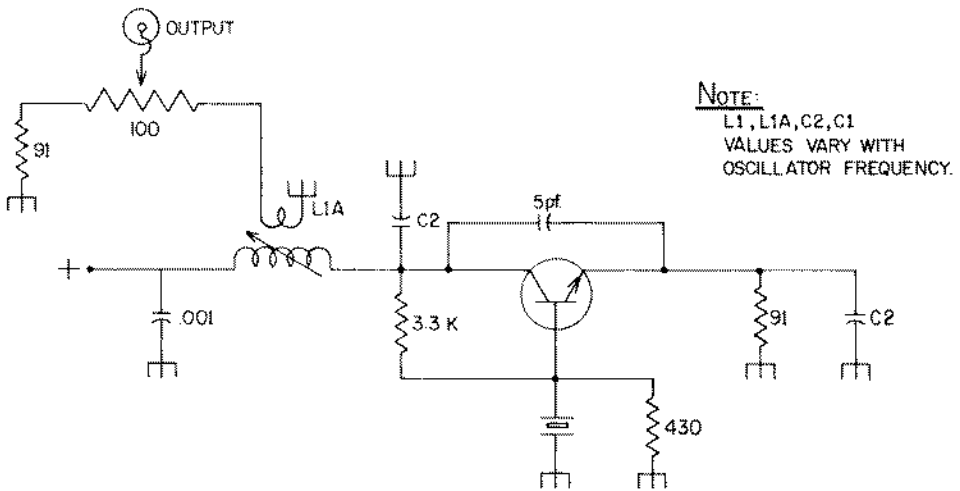 OUTPUT
100
91
NOTE:
L1, L1A, C2, C1
VALUES VARY WITH
OSCILLATOR FREQUENCY.
L1A
C2
5pf.
+
.001
3.3 K
91
C2
430